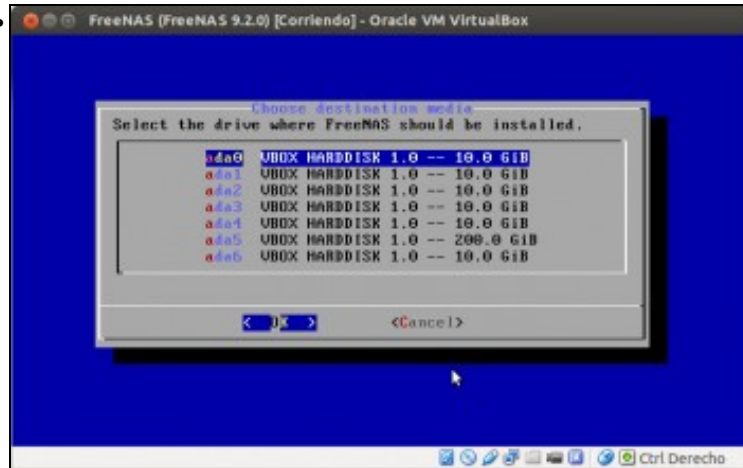 FreeNAS (FreeNAS 9.2.0) [Corriendo] - Oracle VM VirtualBox
Choose destination media
Select the drive where FreeNAS should be installed.
ada0 VBOX HARDDISK 1.0 -- 10.0 GiB
ada1 VBOX HARDDISK 1.0 -- 10.0 GiB
ada2 VBOX HARDDISK 1.0 -- 10.0 GiB
ada3 VBOX HARDDISK 1.0 -- 10.0 GiB
ada4 VBOX HARDDISK 1.0 -- 10.0 GiB
ada5 VBOX HARDDISK 1.0 -- 200.0 GiB
ada6 VBOX HARDDISK 1.0 -- 10.0 GiB
< OK > <Cancel>
Ctrl Derecho